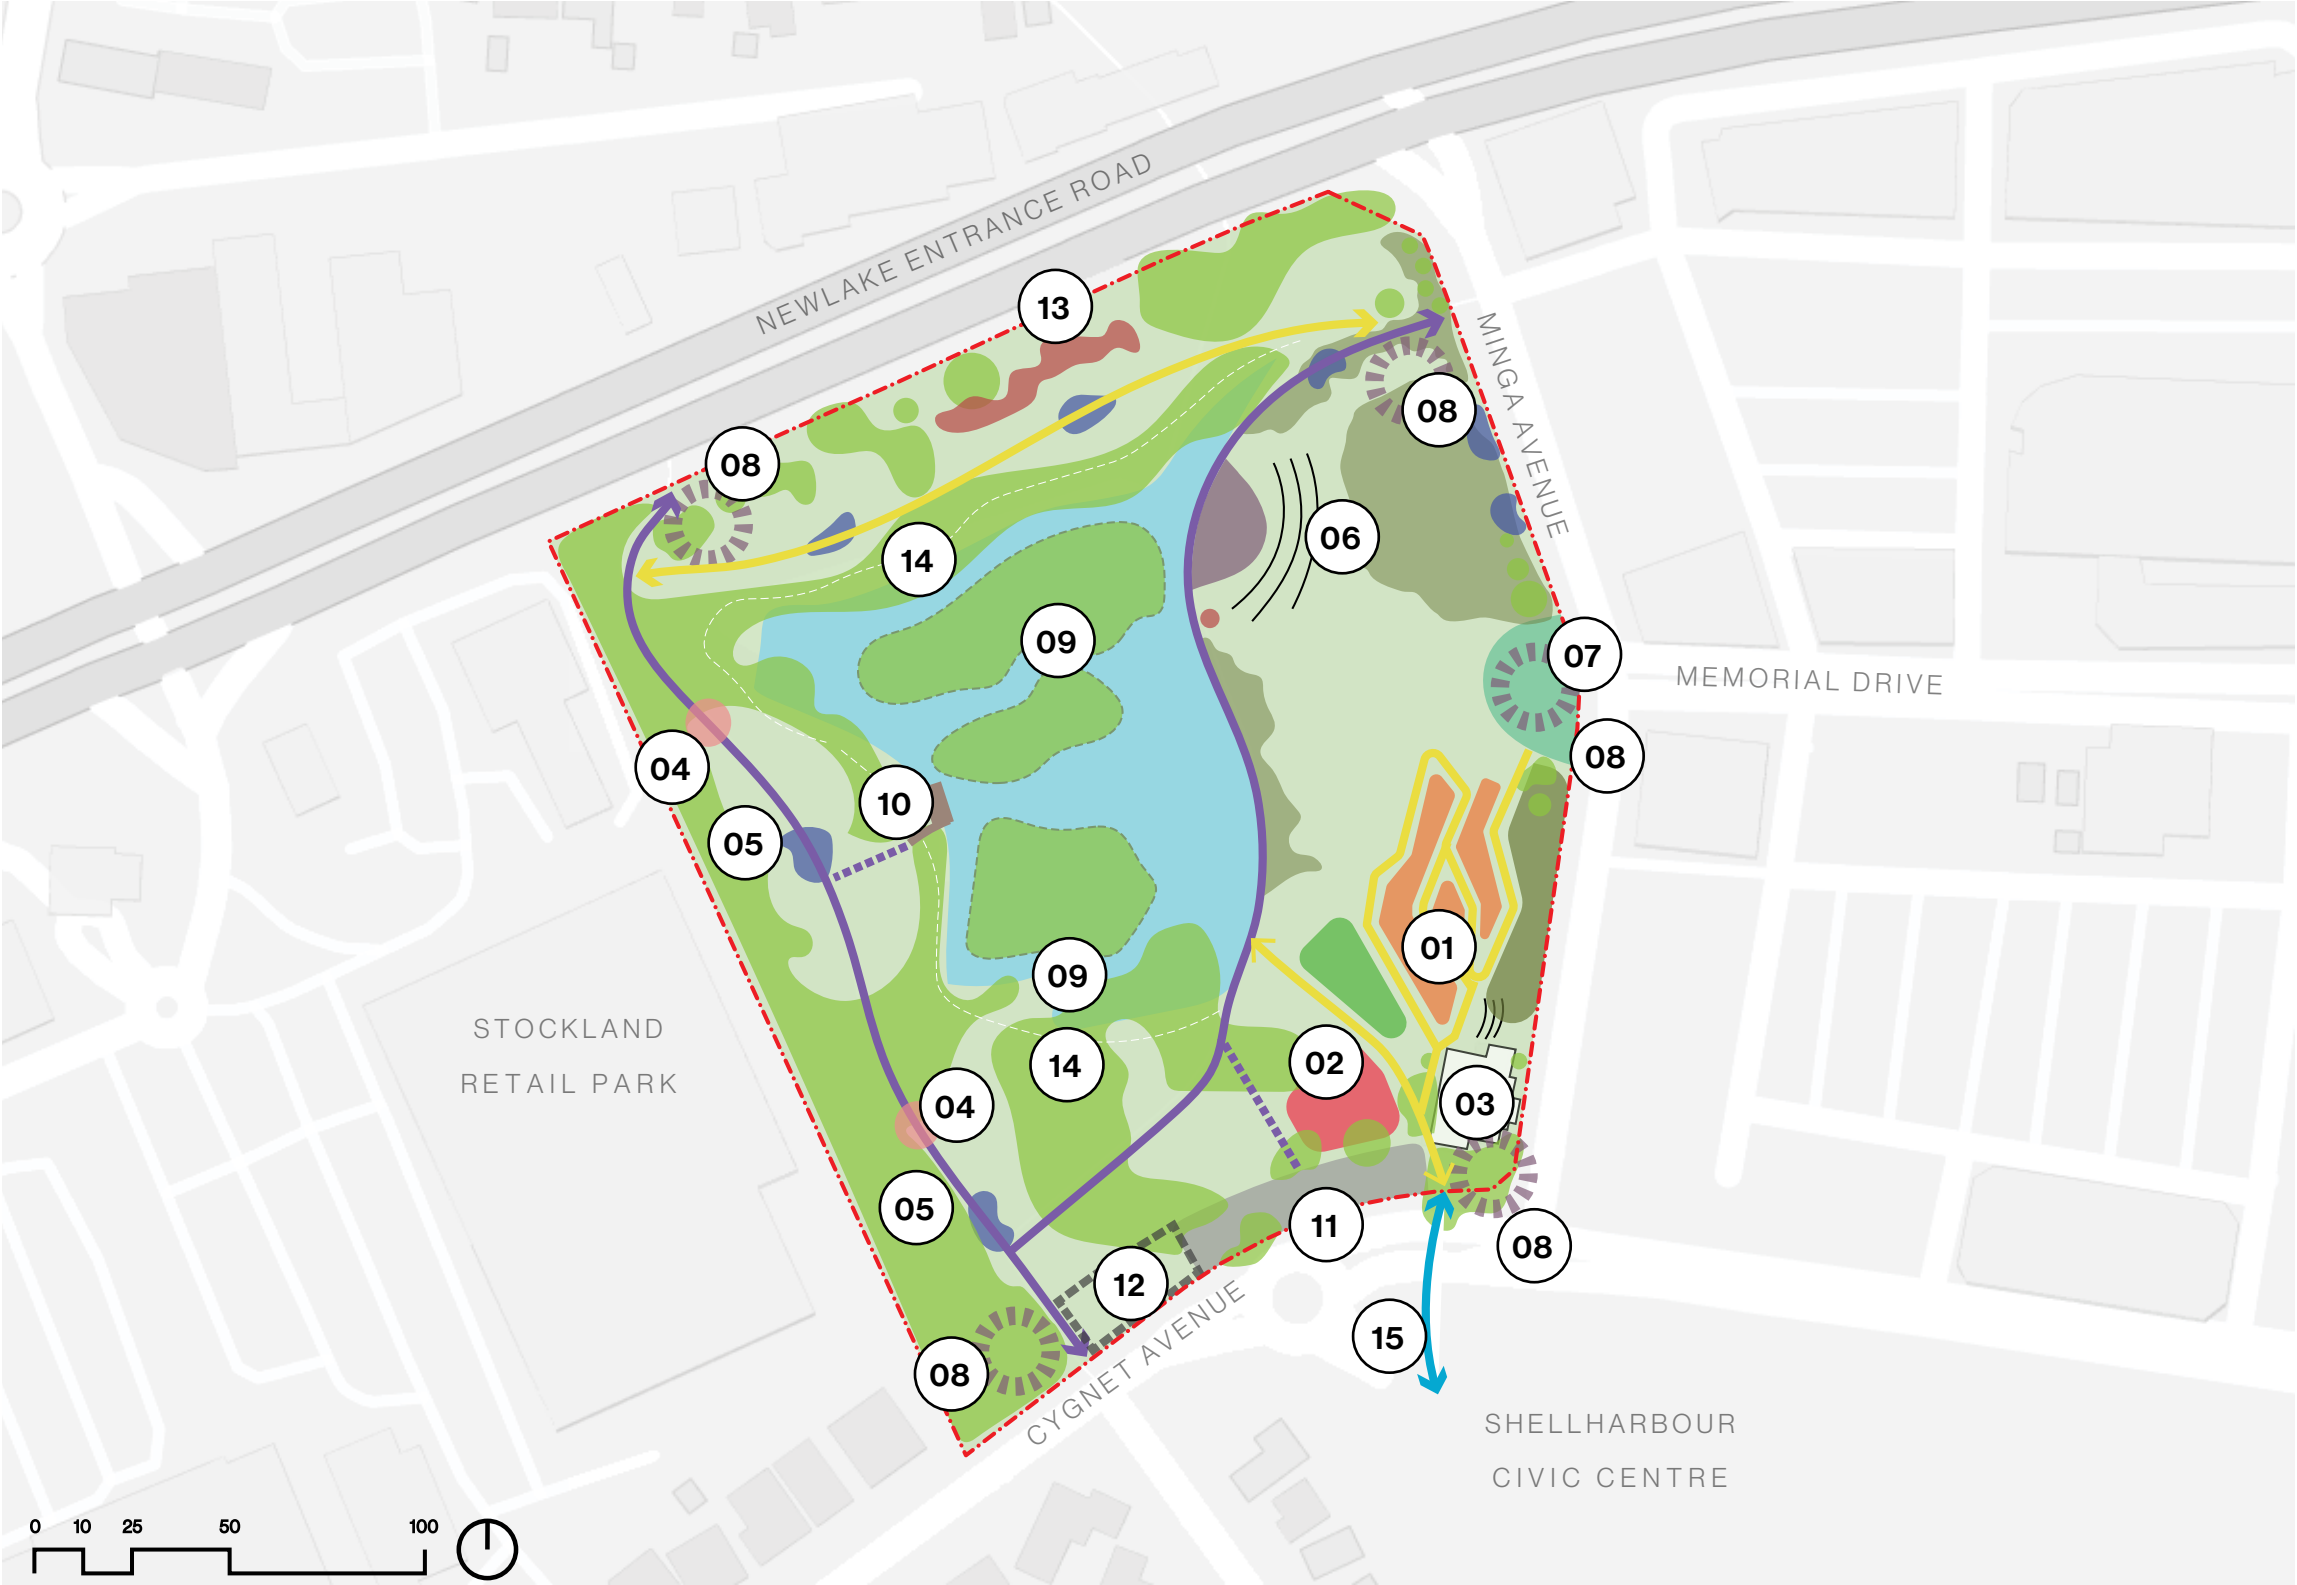 NEWLAKE ENTRANCE ROAD
13
08
08
MINGA AVENUE
06
14
09
07
MEMORIAL DRIVE
08
04
10
05
01
09
STOCKLAND
RETAIL PARK
14
02
04
03
05
11
08
12
CYGNET AVENUE
15
08
SHELLHARBOUR
CIVIC CENTRE
0 10 25 50 100